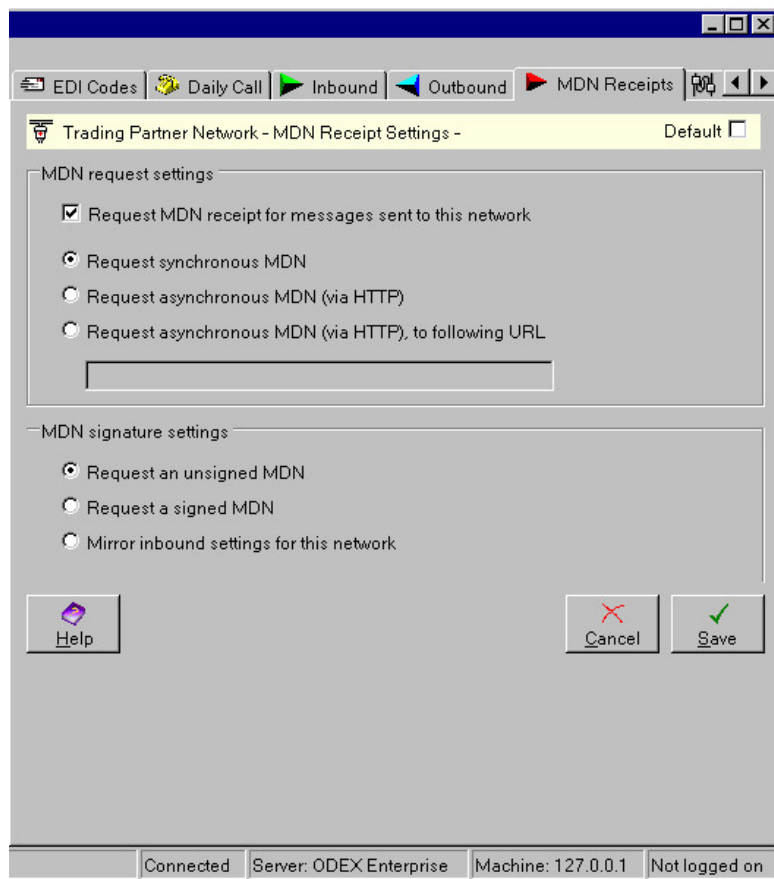 EDI Codes Daily Call Inbound Outbound MDN Receipts
Trading Partner Network - MDN Receipt Settings - Default
MDN request settings
Request MDN receipt for messages sent to this network
Request synchronous MDN
Request asynchronous MDN (via HTTP)
Request asynchronous MDN (via HTTP), to following URL
MDN signature settings
Request an unsigned MDN
Request a signed MDN
Mirror inbound settings for this network
Help Cancel Save
Connected Server: ODEX Enterprise Machine: 127.0.0.1 Not logged on